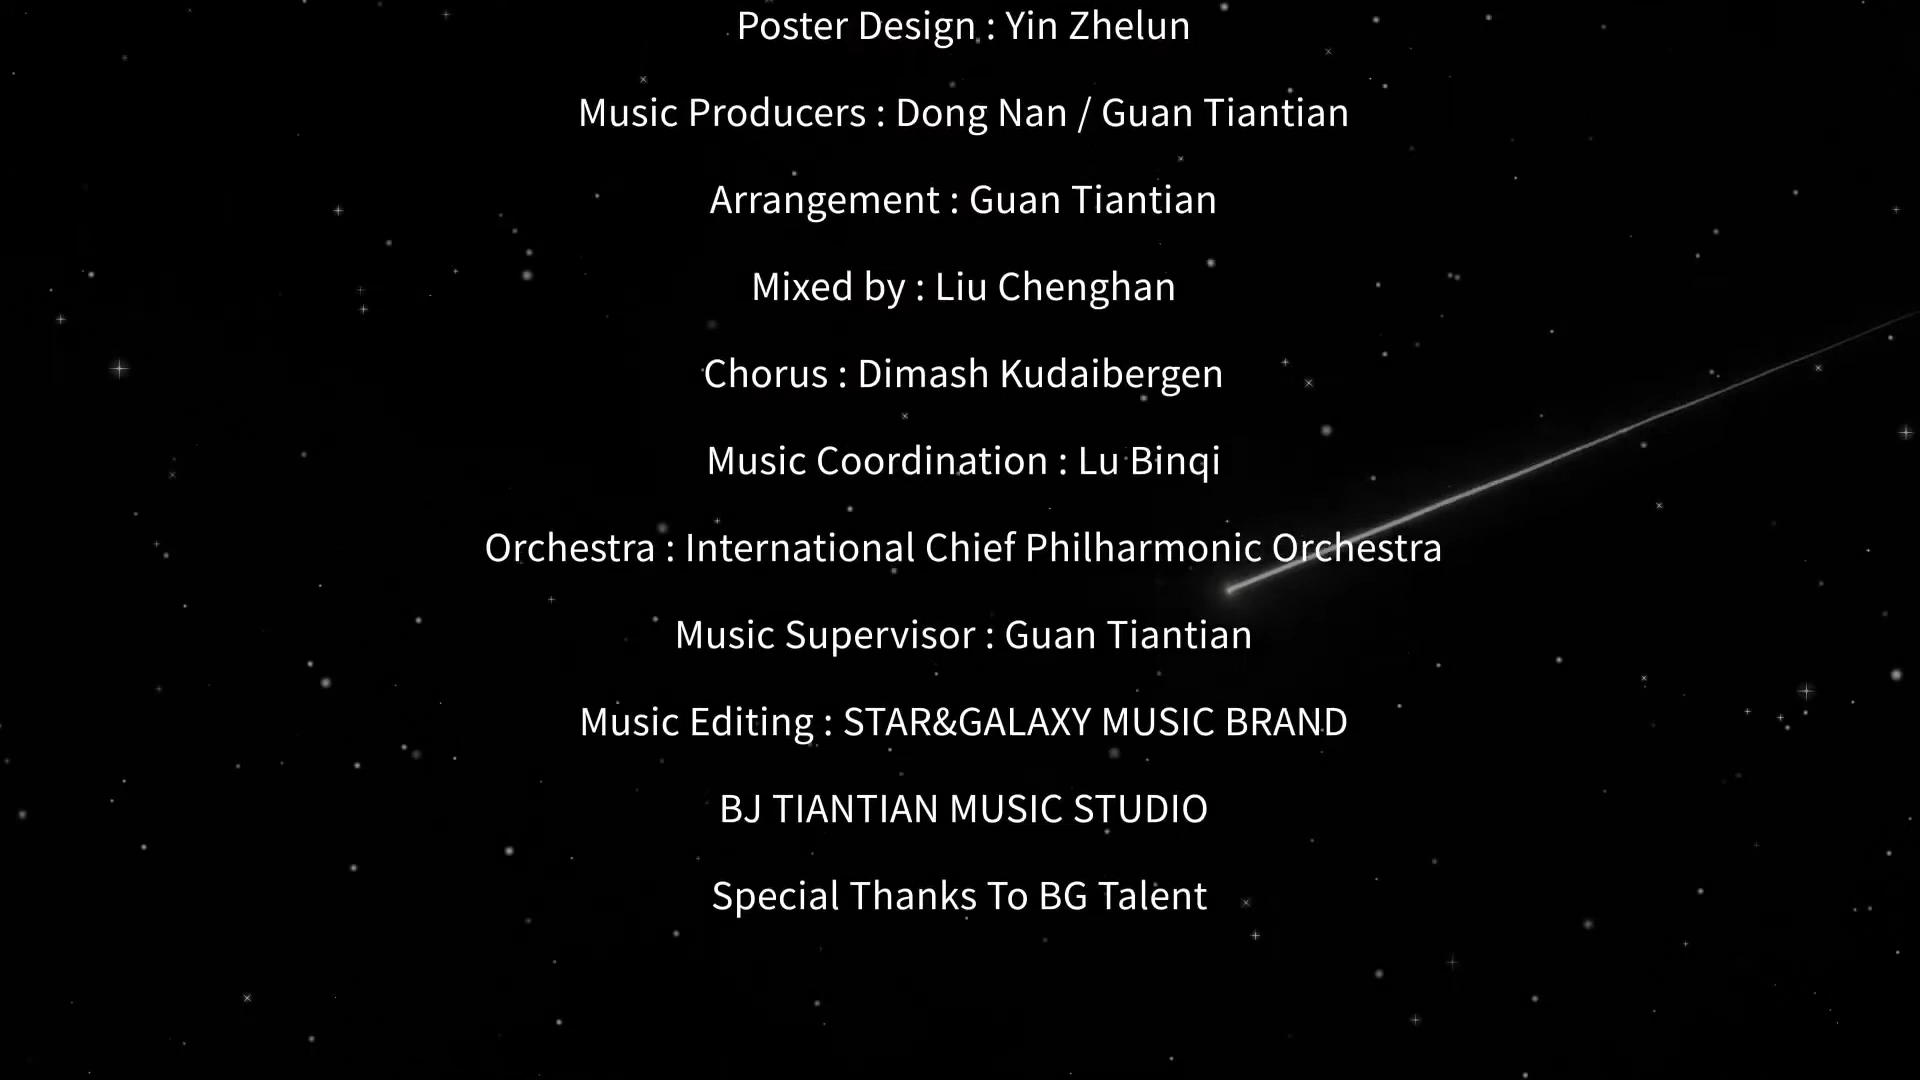 Poster Design : Yin Zhelun
Music Producers : Dong Nan / Guan Tiantian
Arrangement : Guan Tiantian
Mixed by : Liu Chenghan
Chorus : Dimash Kudaibergen
Music Coordination : Lu Binqi
Orchestra : International Chief Philharmonic Orchestra
Music Supervisor : Guan Tiantian
Music Editing : STAR&GALAXY MUSIC BRAND
BJ TIANTIAN MUSIC STUDIO
Special Thanks To BG Talent